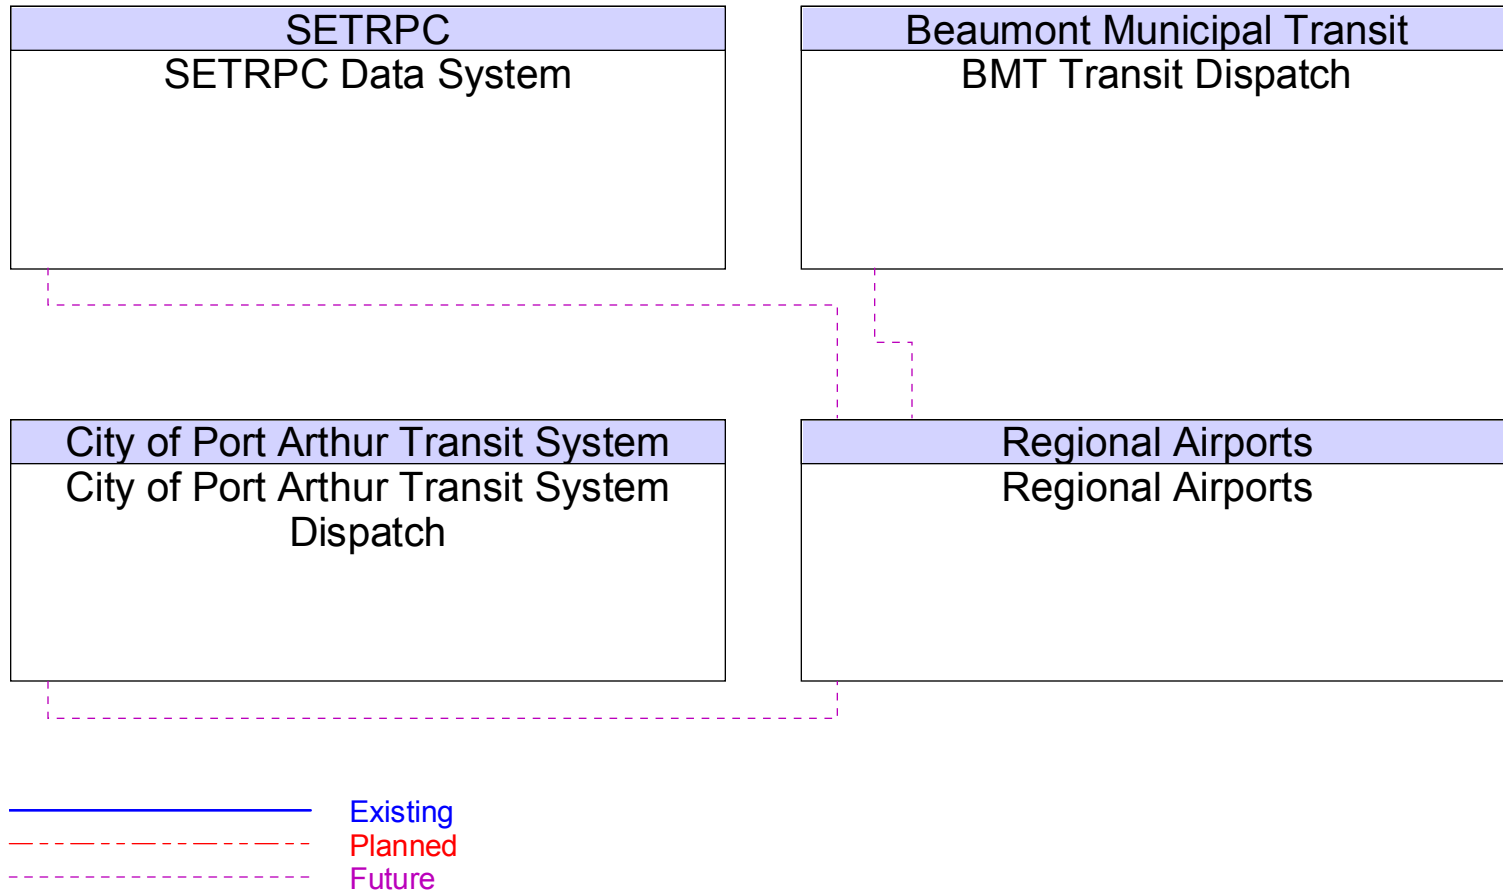 SETRPC
SETRPC Data System
Beaumont Municipal Transit
BMT Transit Dispatch
City of Port Arthur Transit System
City of Port Arthur Transit System
Dispatch
Regional Airports
Regional Airports
Existing
Planned
Future